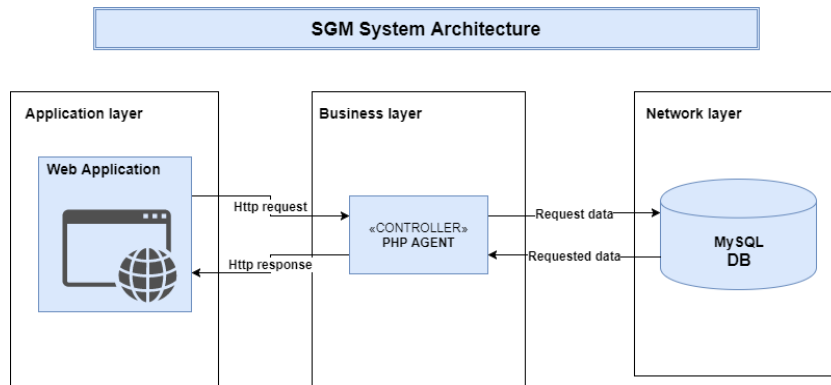 SGM System Architecture
Application layer
Business layer
Network layer
Web Application
Http request
«CONTROLLER»
PHP AGENT
Http response
Request data
Requested data
MySQL
DB